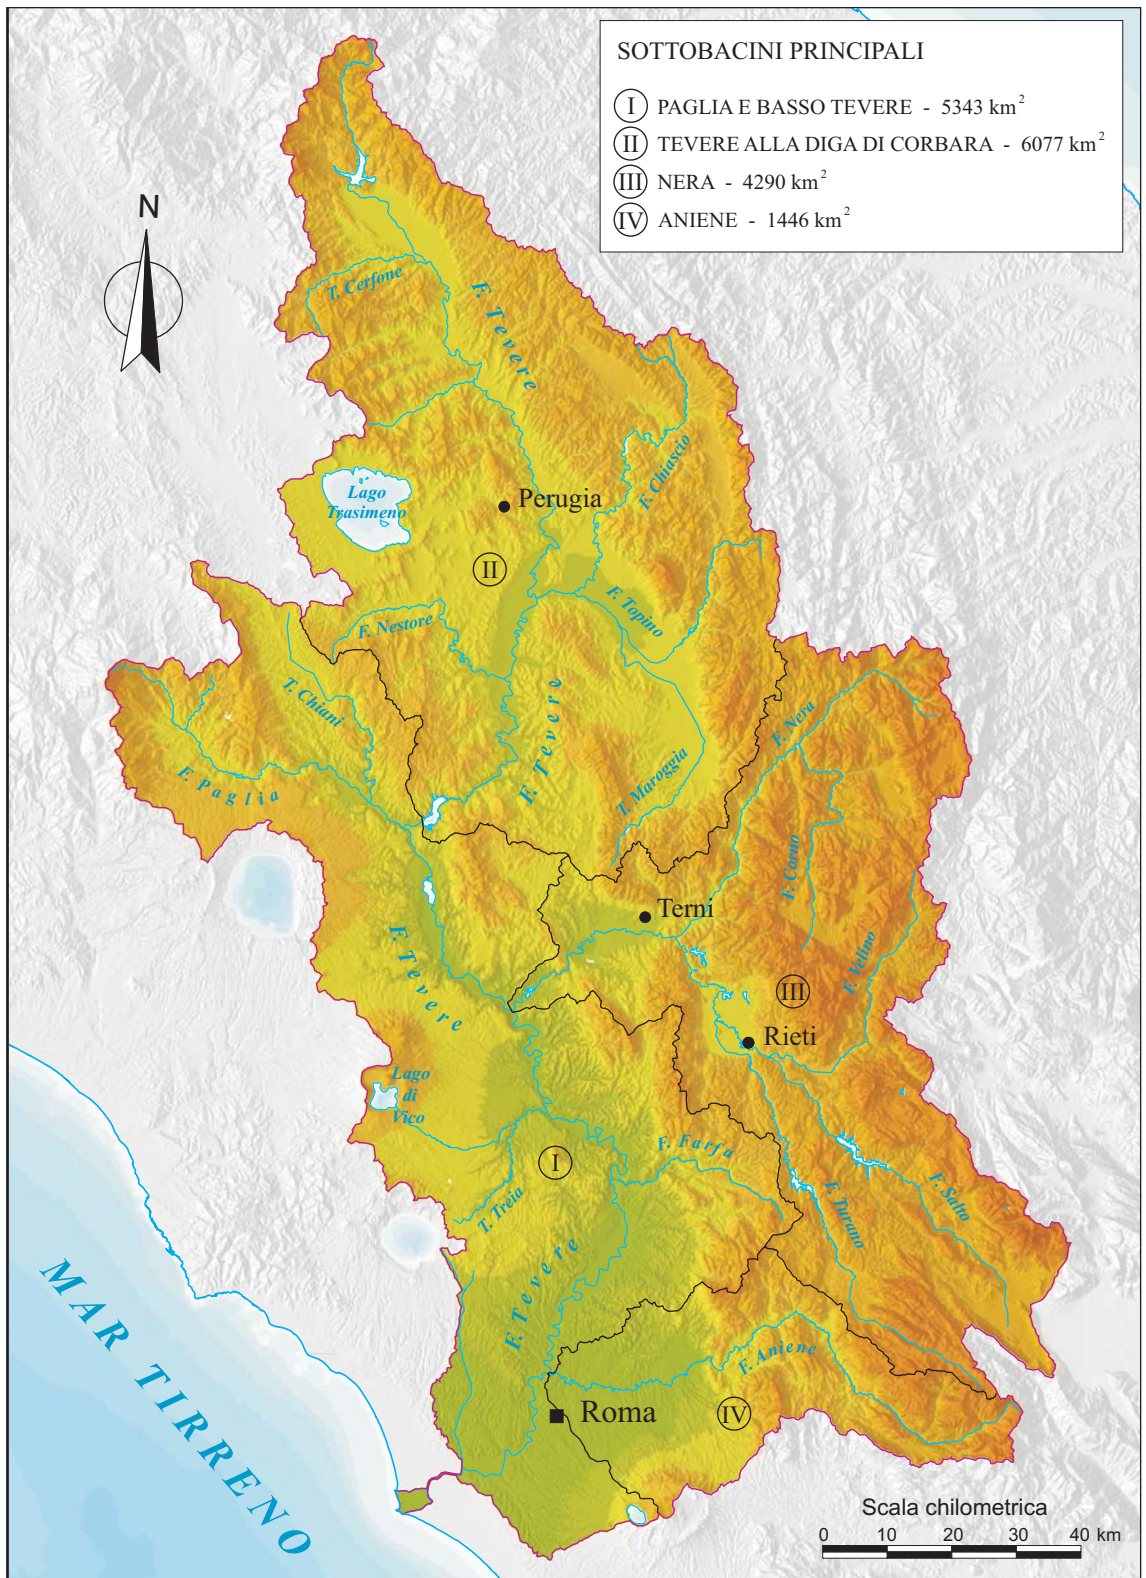 SOTTOBACINI PRINCIPALI
I PAGLIA E BASSO TEVERE - 5343 km²
II TEVERE ALLA DIGA DI CORBARA - 6077 km²
III NERA - 4290 km²
IV ANIENE - 1446 km²
N
T. Cerfone
F. Tevere
F. Chiascio
Lago
Trasimeno
Perugia
II
F. Topino
F. Nestore
T. Chiani
F. Tevere
F. Nera
F. Paglia
T. Maroggia
F. Corno
Terni
F. Tevere
F. Velino
III
Rieti
Lago
di
Vico
F. Farfa
I
T. Treia
F. Turano
F. Salto
F. Tevere
F. Aniene
MAR TIRRENO
Roma
IV
Scala chilometrica
0 10 20 30 40 km